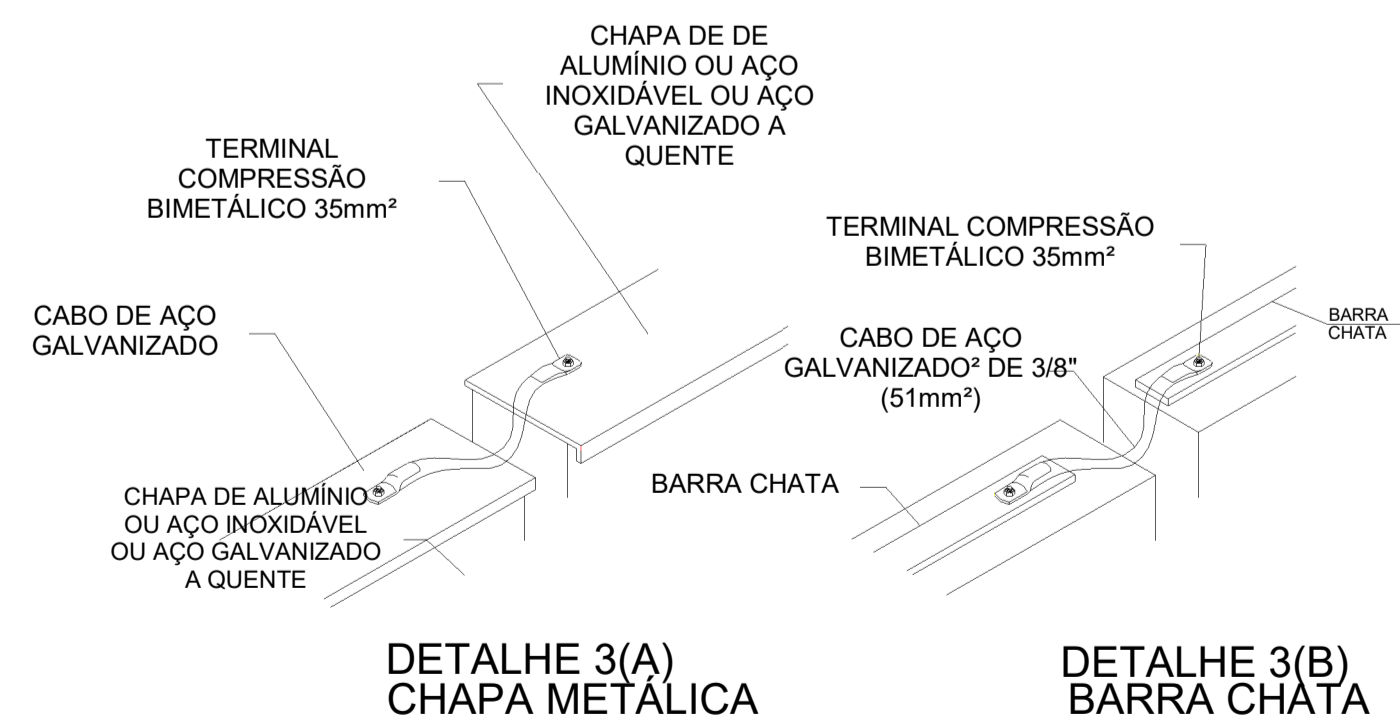 CHAPA DE DE
ALUMÍNIO OU AÇO
INOXIDÁVEL OU AÇO
GALVANIZADO A
QUENTE
TERMINAL
COMPRESSÃO
BIMETÁLICO 35mm²
CABO DE AÇO
GALVANIZADO
CHAPA DE ALUMÍNIO
OU AÇO INOXIDÁVEL
OU AÇO GALVANIZADO
A QUENTE
DETALHE 3(A)
CHAPA METÁLICA
TERMINAL COMPRESSÃO
BIMETÁLICO 35mm²
BARRA
CHATA
CABO DE AÇO
GALVANIZADO² DE 3/8"
(51mm²)
BARRA CHATA
DETALHE 3(B)
BARRA CHATA